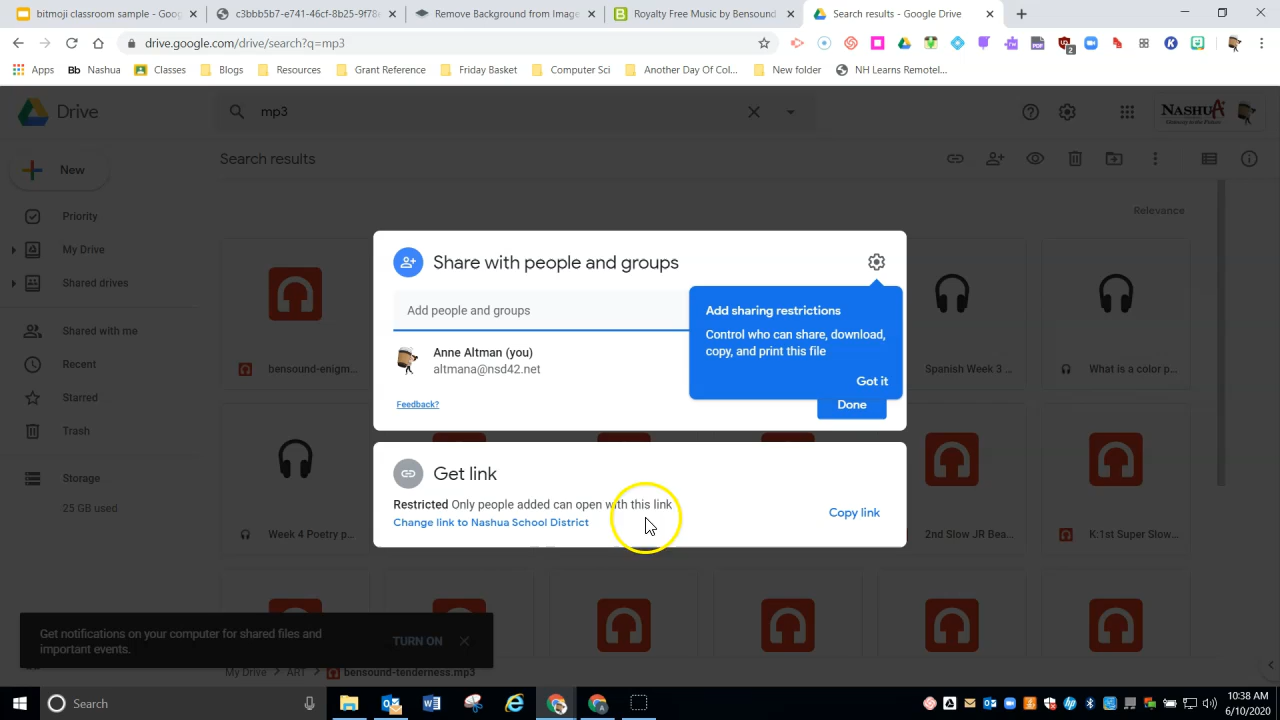 bitmoji classroom sample - Goog
c3bbb5b7-e741-46cf-8b25-9f78e
Remove Background from Image
Royalty Free Music by Bensound
Search results - Google Drive
drive.google.com/drive/search?q=mp3
2
Apps
Bb Nashua
Classes
Blogs
Resources
Grant Reference
Friday Basket
Computer Sci
Another Day Of Col...
New folder
NH Learns Remotel...
Drive
mp3
NASHUA
New
Search results
Priority
Relevance
My Drive
Shared drives
Shared with me
Recent
Starred
Trash
Storage
25 GB used
Share with people and groups
Add people and groups
Add sharing restrictions
Control who can share, download,
copy, and print this file
Got it
Anne Altman (you)
altmana@nsd42.net
Feedback?
Done
bensound-enigm...
Spanish Week 3 ...
What is a color p...
Get link
Restricted Only people added can open with this link
Change link to Nashua School District
Copy link
Week 4 Poetry p...
2nd Slow JR Bea...
K:1st Super Slow...
Get notifications on your computer for shared files and
important events.
TURN ON
My Drive
ART
bensound-tenderness.mp3
Search
10:38 AM
6/10/2020